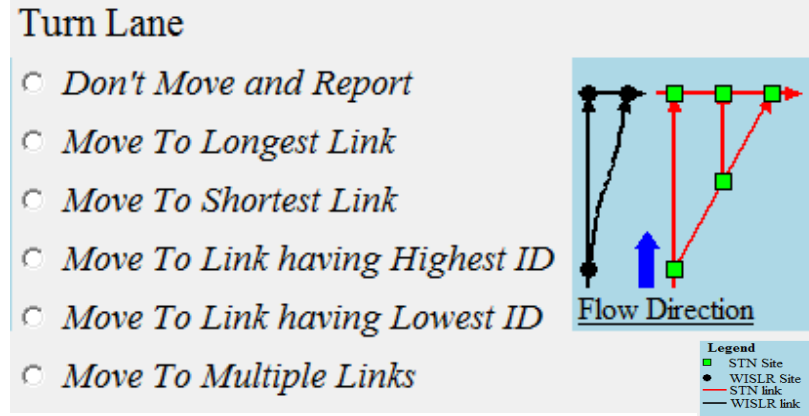 Turn Lane
Don't Move and Report
Move To Longest Link
Move To Shortest Link
Move To Link having Highest ID
Move To Link having Lowest ID
Move To Multiple Links
Flow Direction
Legend
STN Site
WISLR Site
STN link
WISLR link